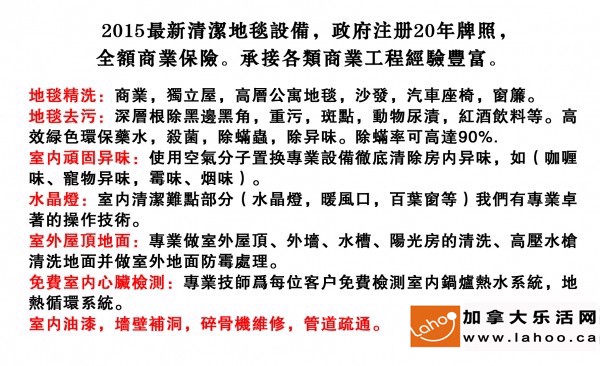 2015最新清潔地毯設備，政府注册20年牌照，
全額商業保險。承接各類商業工程經驗豐富。
地毯精洗：商業，獨立屋，高層公寓地毯，沙發，汽車座椅，窗簾。
地毯去污：深層根除黑邊黑角，重污，斑點，動物尿漬，紅酒飲料等。高
效綠色環保藥水，殺菌，除蟎蟲，除异味。除蟎率可高達90%.
室内頑固异味：使用空氣分子置換專業設備徹底清除房内异味，如（咖喱
味、寵物异味，霉味、烟味）。
水晶燈：室内清潔難點部分（水晶燈，暖風口，百葉窗等）我們有專業卓
著的操作技術。
室外屋頂地面：專業做室外屋頂、外墻、水槽、陽光房的清洗、高壓水槍
清洗地面并做室外地面防霉處理。
免費室内心臟檢測：專業技師爲每位客户免費檢測室内鍋爐熱水系統，地
熱循環系統。
室内油漆，墻壁補洞，碎骨機維修，管道疏通。
Lahoo 加拿大乐活网
www.lahoo.ca